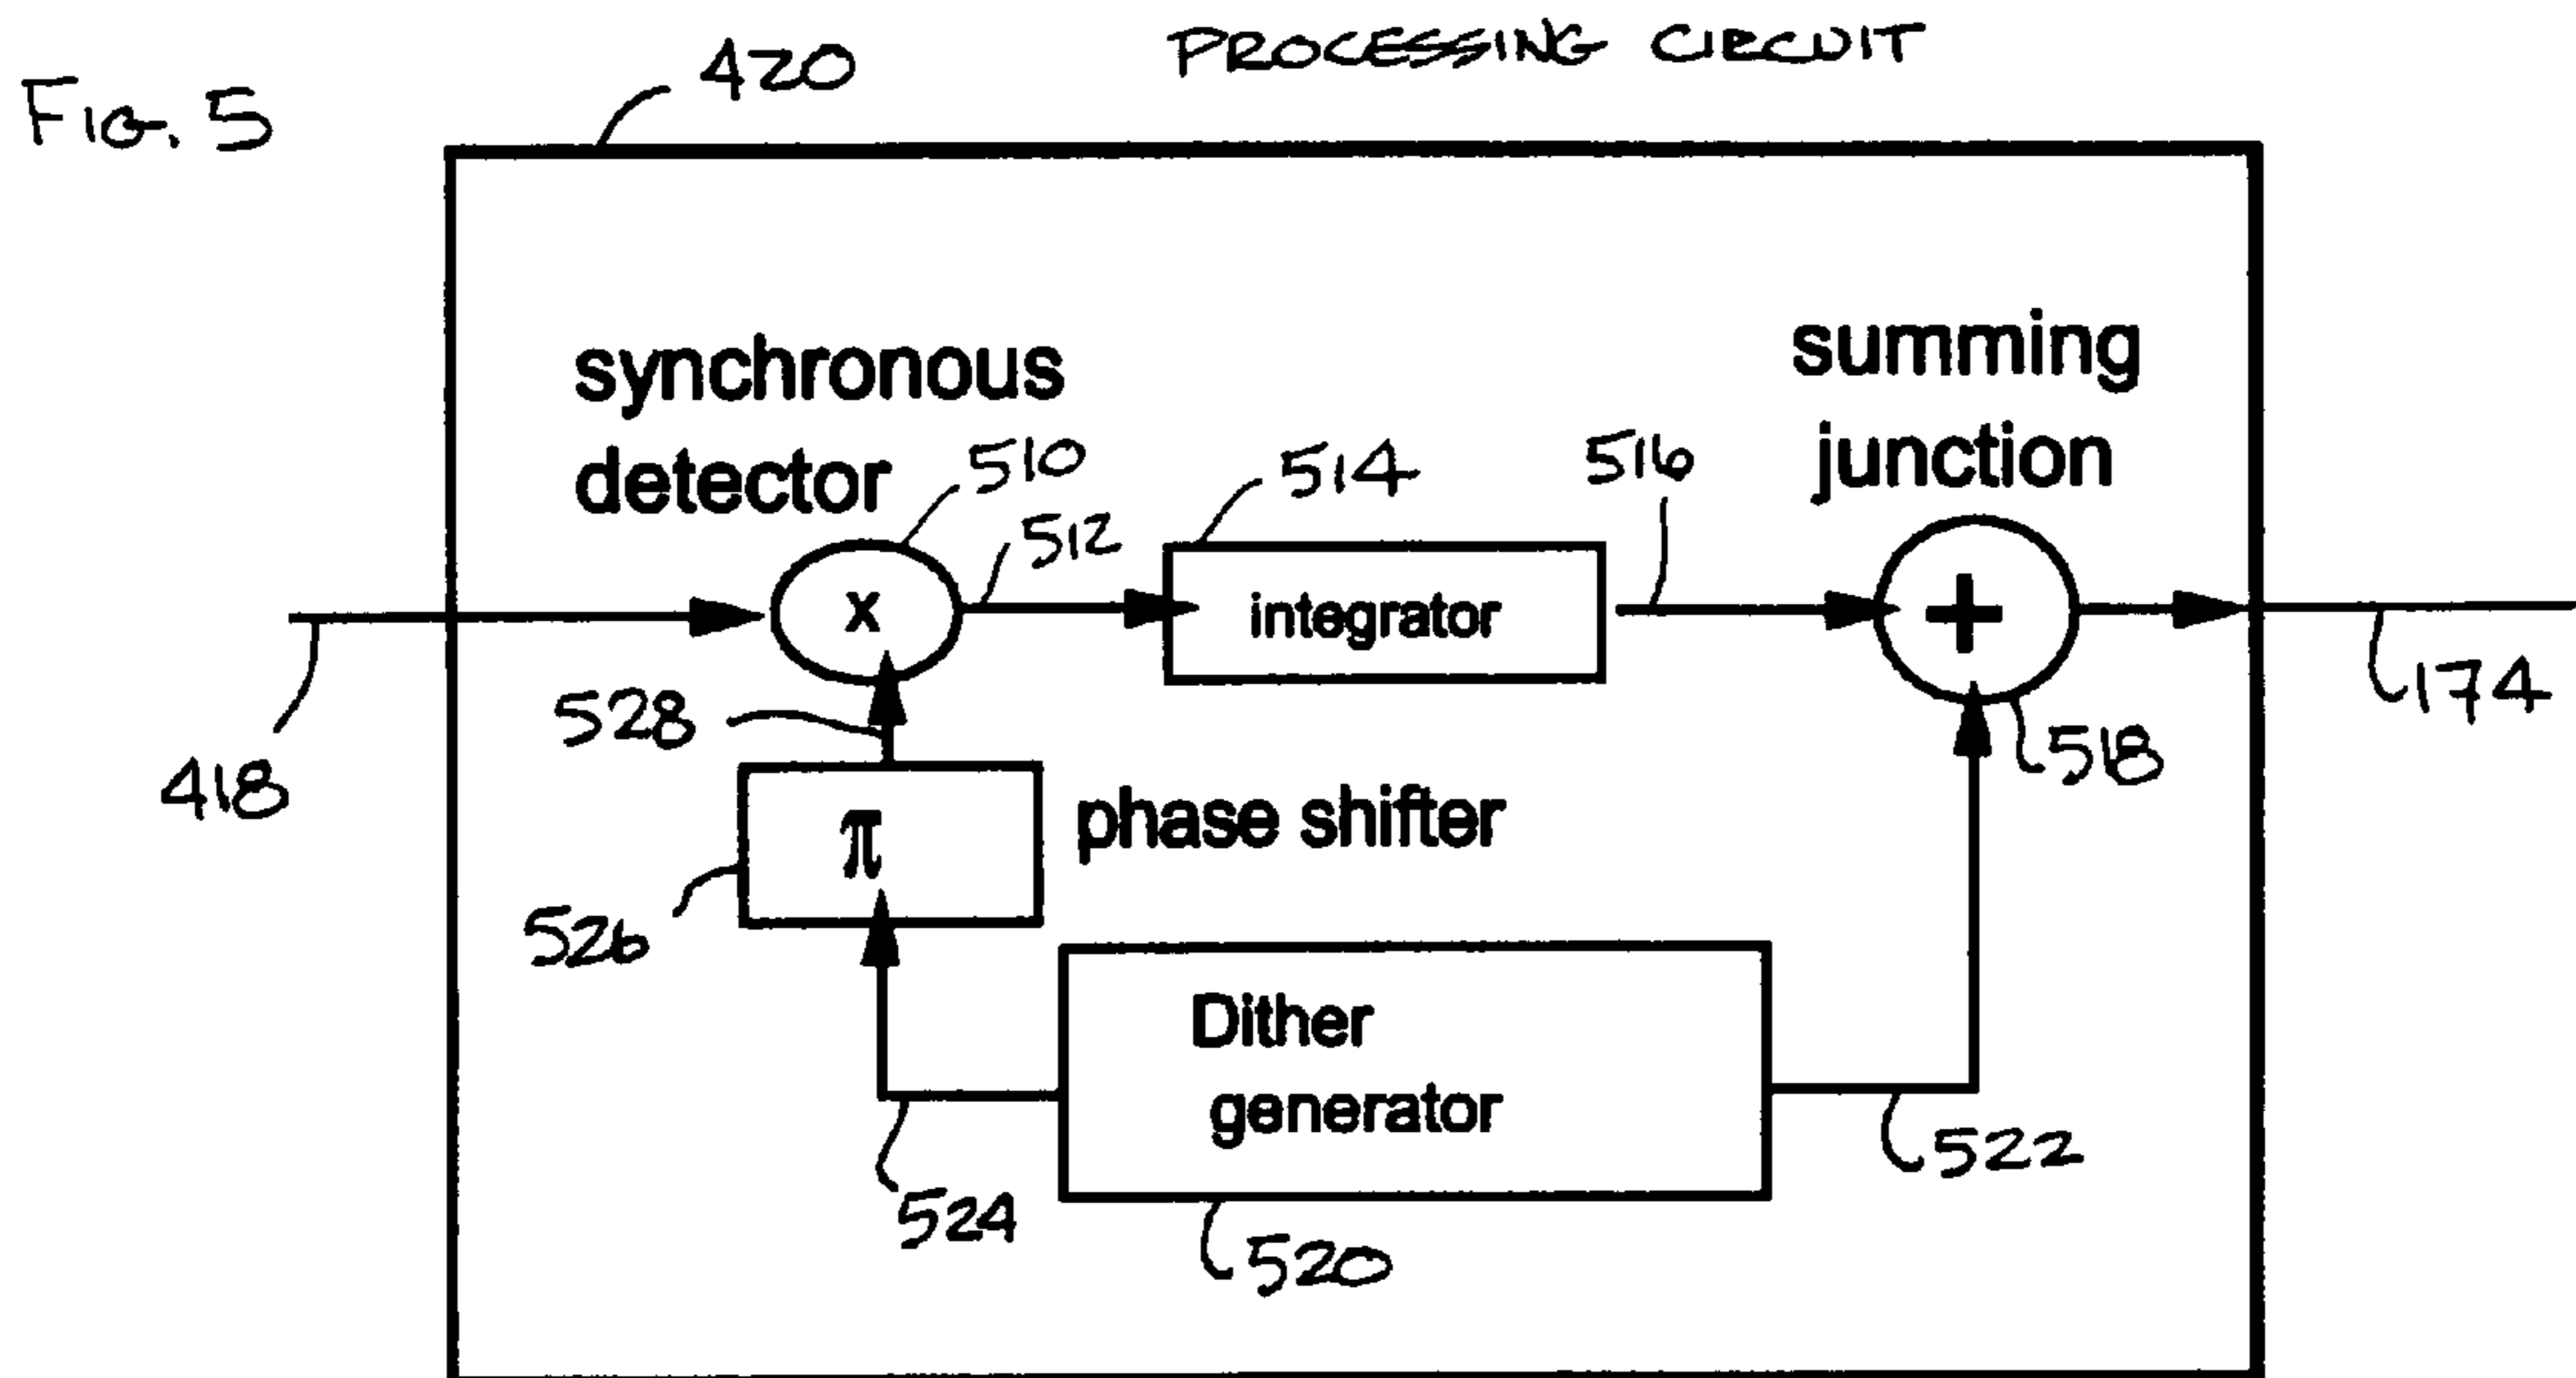 PROCESSING CIRCUIT
Fig. 5
420
synchronous
detector
510
512
514
516
summing
junction
x
integrator
+
174
418
528
518
π
phase shifter
526
Dither
generator
524
520
522